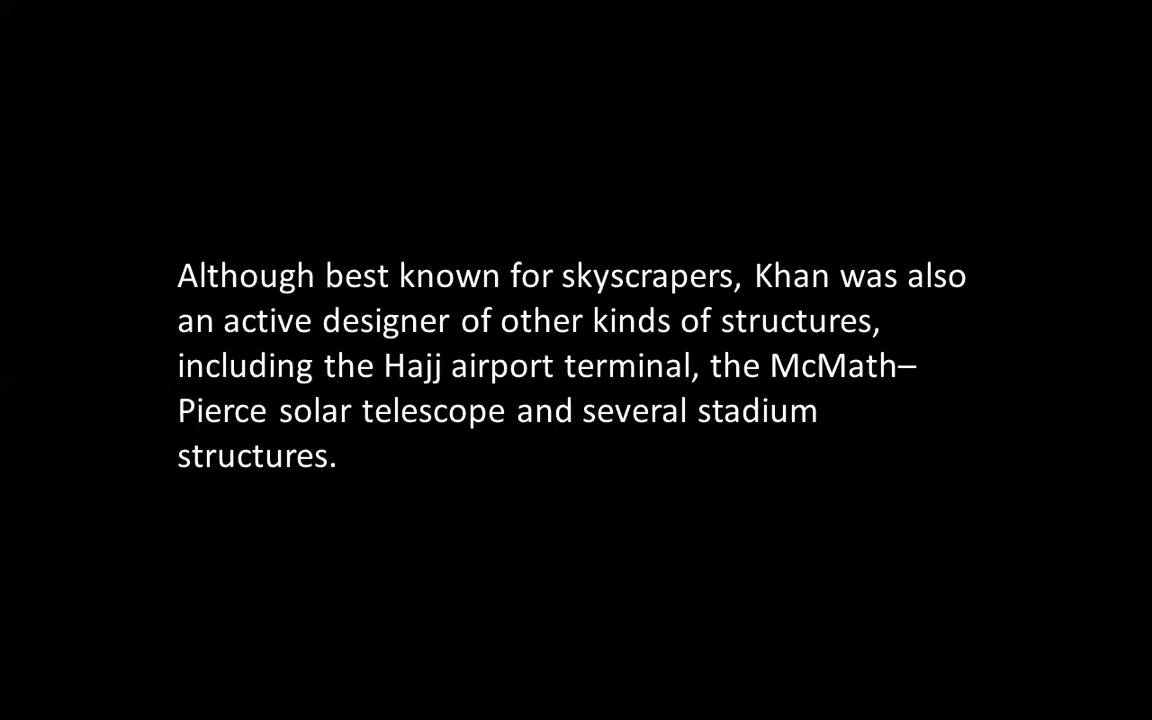 Although best known for skyscrapers, Khan was also
an active designer of other kinds of structures,
including the Hajj airport terminal, the McMath–
Pierce solar telescope and several stadium
structures.